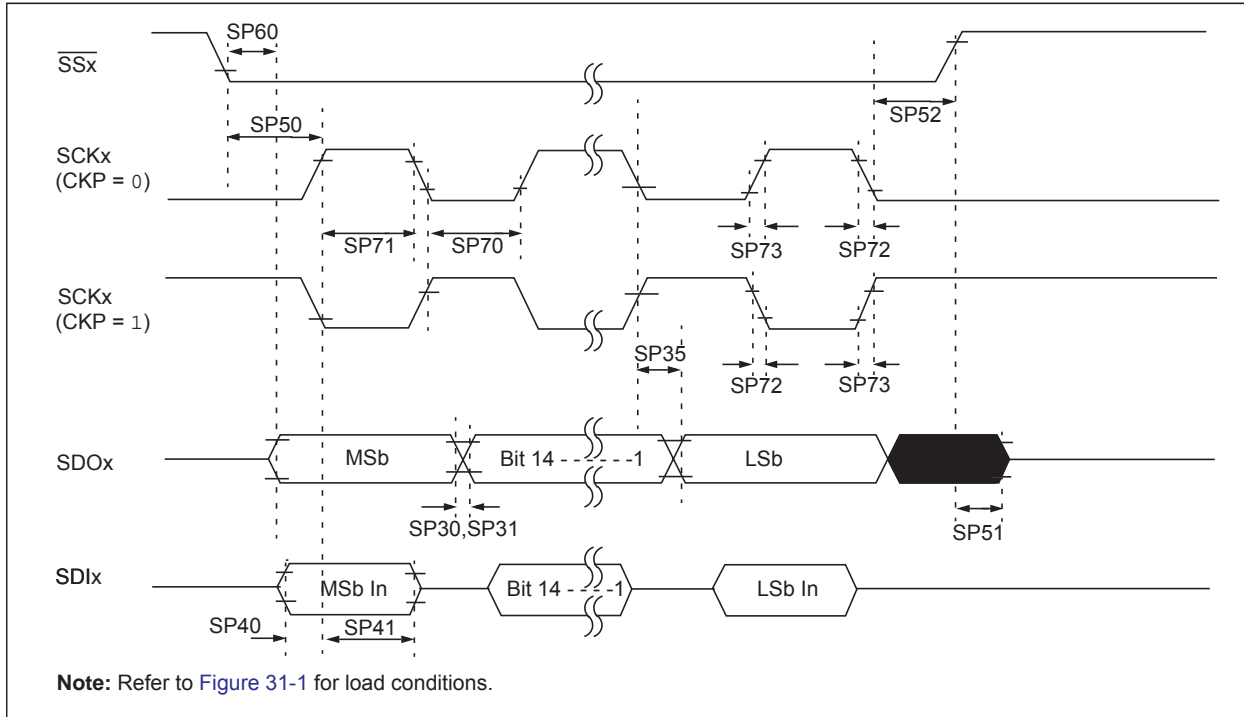 SP60
SSx
SP50
SP52
SCKx
(CKP = 0)
SP71
SP70
SP73
SP72
SCKx
(CKP = 1)
SP35
SP72
SP73
SDOx
MSb
Bit 14 - - - - - -1
LSb
SP30,SP31
SP51
SDIx
MSb In
Bit 14 - - - -1
LSb In
SP40
SP41
Note: Refer to Figure 31-1 for load conditions.